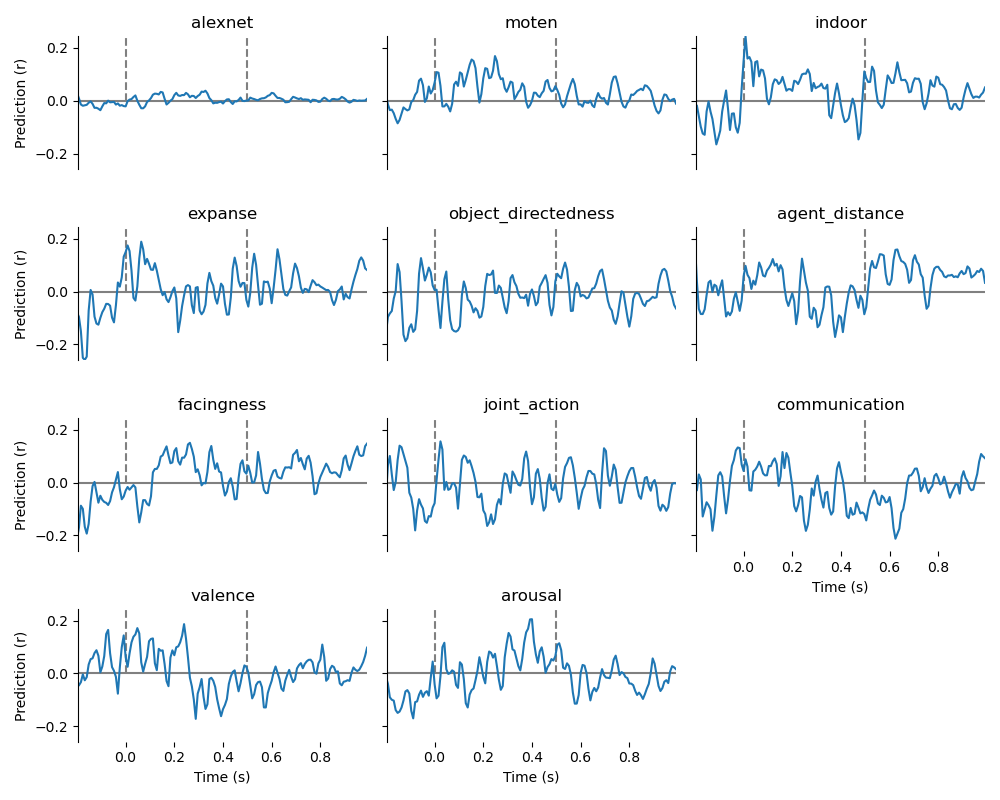 alexnet moten indoor
Prediction (r) 0.2 0.0 −0.2
expanse object_directedness agent_distance
Prediction (r) 0.2 0.0 −0.2
facingness joint_action communication
Prediction (r) 0.2 0.0 −0.2
0.0 0.2 0.4 0.6 0.8
Time (s)
valence arousal
Prediction (r) 0.2 0.0 −0.2
0.0 0.2 0.4 0.6 0.8 0.0 0.2 0.4 0.6 0.8
Time (s) Time (s)